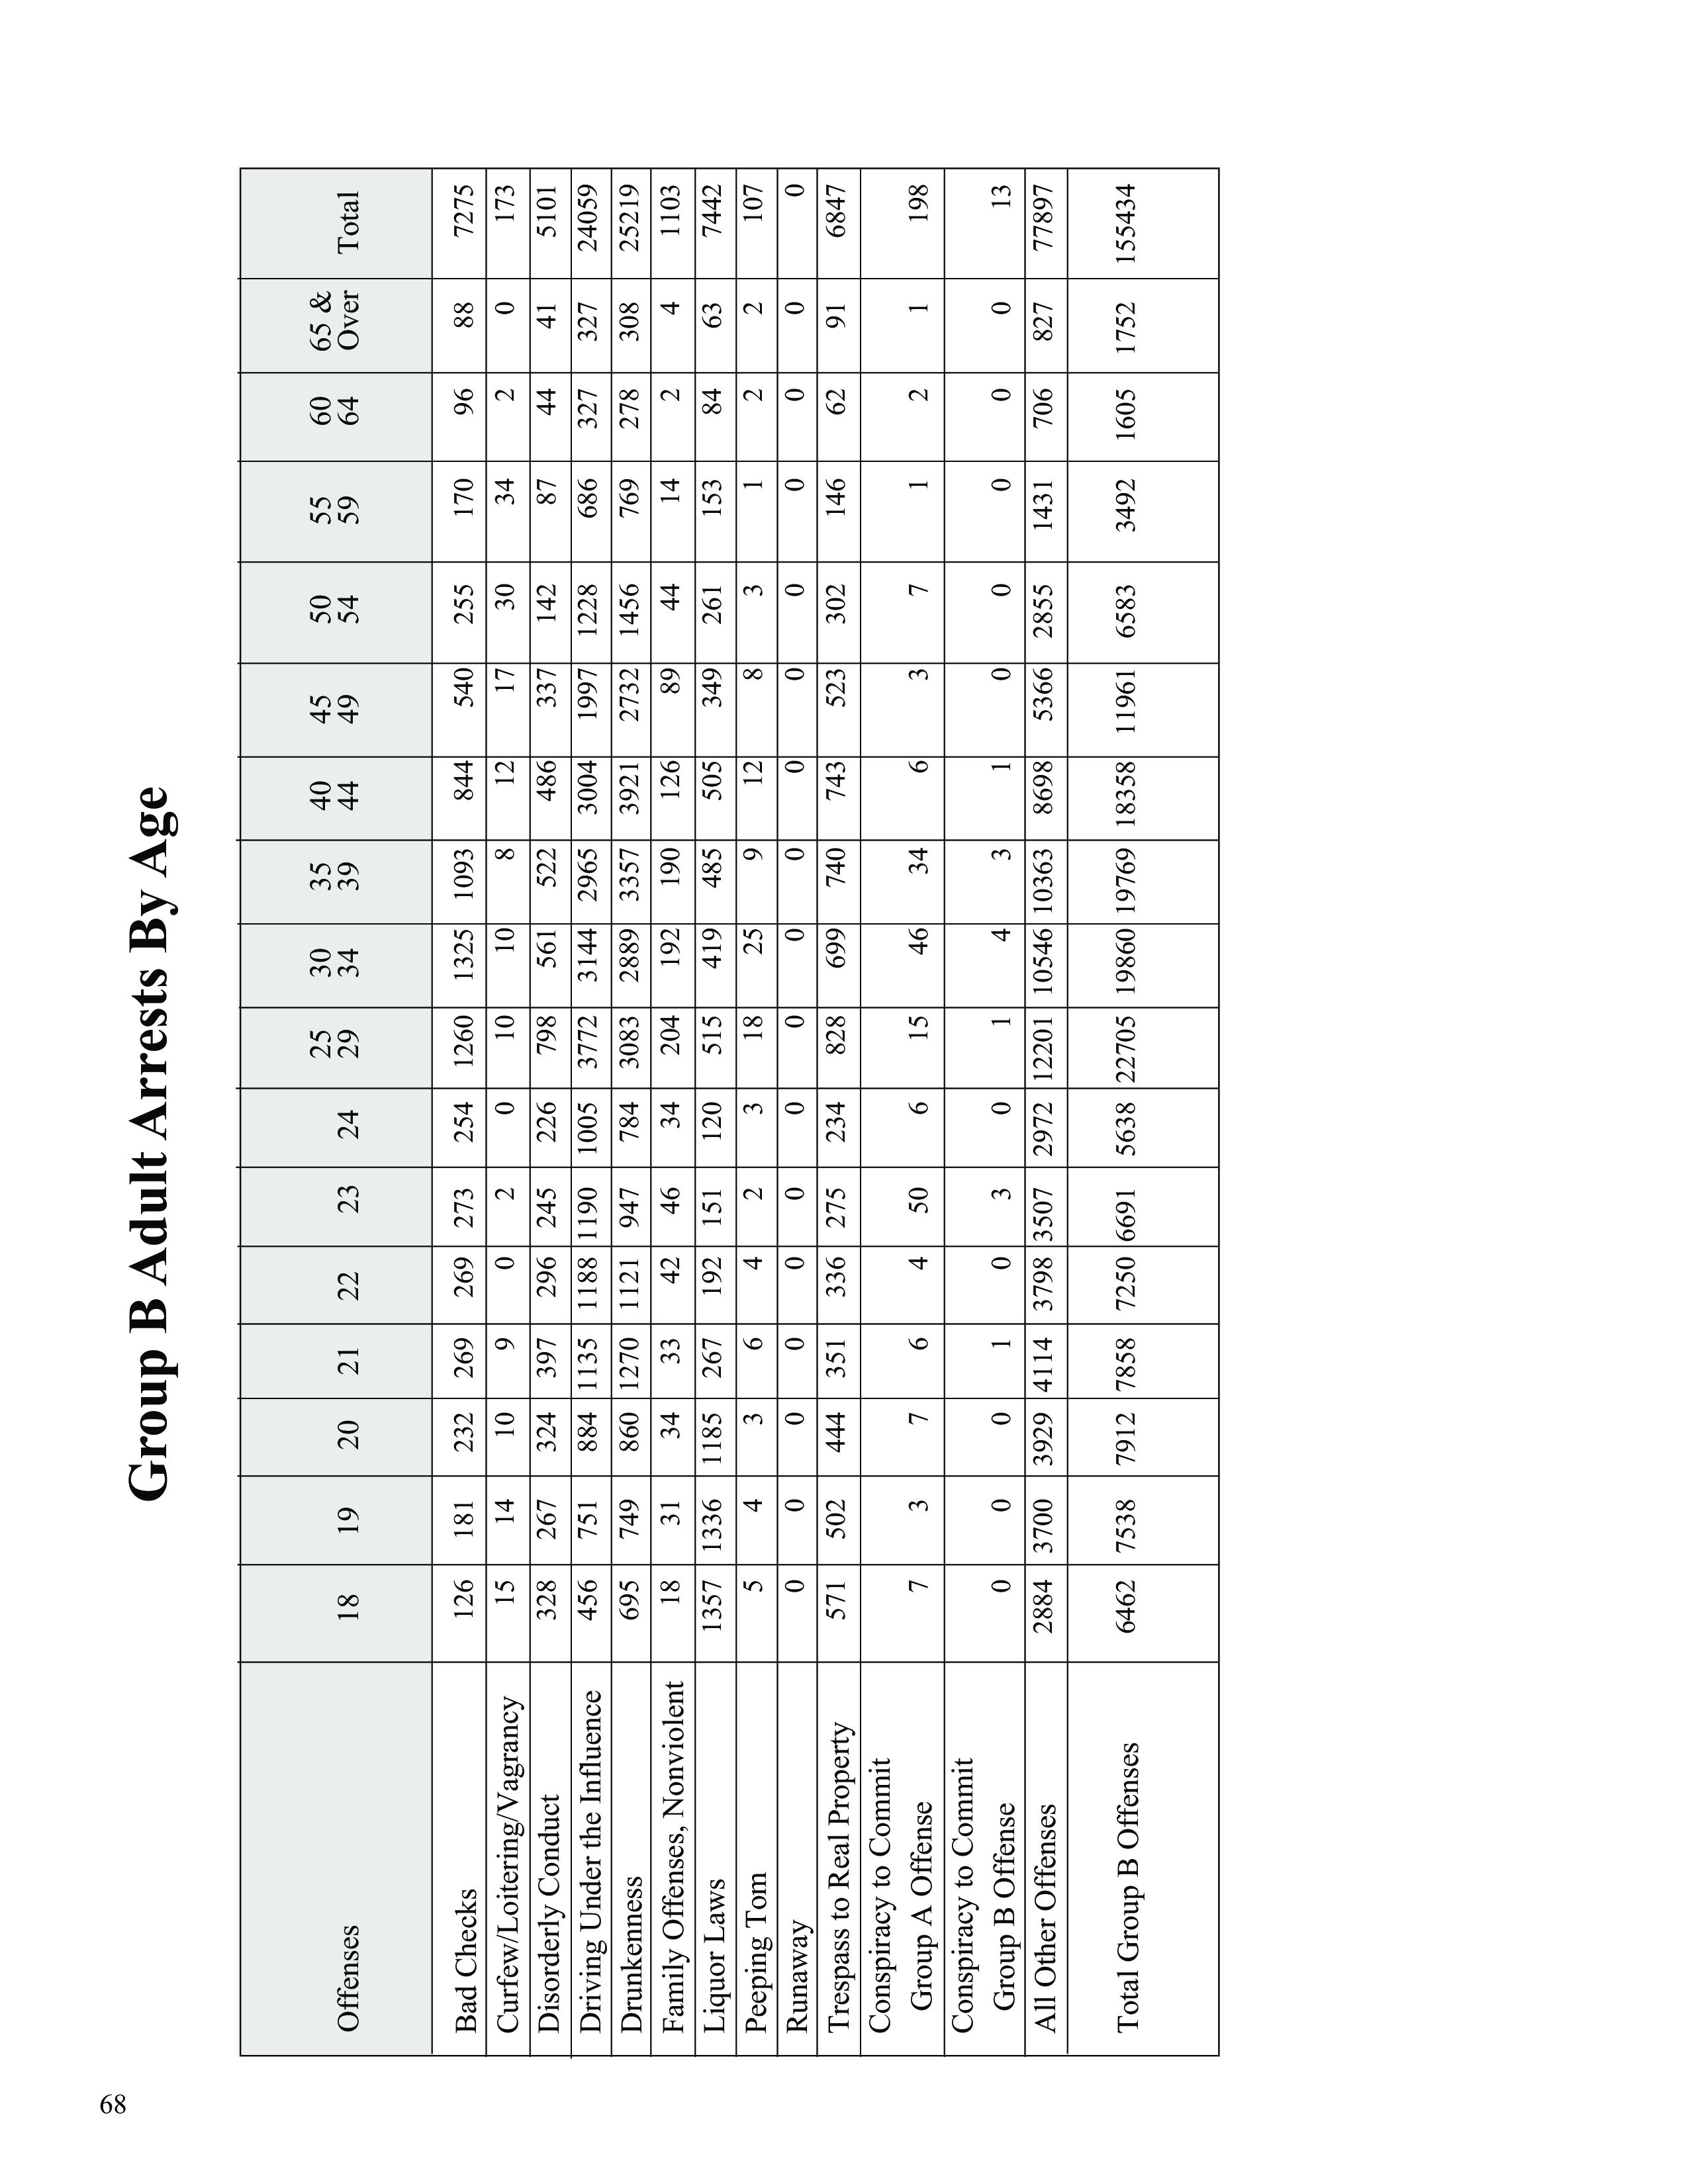 Group B Adult Arrests By Age
Offenses 18 19 20 21 22 23 24 25 29 30 34 35 39 40 44 45 49 50 54 55 59 60 64 65 & Over Total
Bad Checks 126 181 232 269 269 273 254 1260 1325 1093 844 540 255 170 96 88 7275
Curfew/Loitering/Vagrancy 15 14 10 9 0 2 0 10 10 8 12 17 30 34 2 0 173
Disorderly Conduct 328 267 324 397 296 245 226 798 561 522 486 337 142 87 44 41 5101
Driving Under the Influence 456 751 884 1135 1188 1190 1005 3772 3144 2965 3004 1997 1228 686 327 327 24059
Drunkenness 695 749 860 1270 1121 947 784 3083 2889 3357 3921 2732 1456 769 278 308 25219
Family Offenses, Nonviolent 18 31 34 33 42 46 34 204 192 190 126 89 44 14 2 4 1103
Liquor Laws 1357 1336 1185 267 192 151 120 515 419 485 505 349 261 153 84 63 7442
Peeping Tom 5 4 3 6 4 2 3 18 25 9 12 8 3 1 2 2 107
Runaway 0 0 0 0 0 0 0 0 0 0 0 0 0 0 0 0 0
Trespass to Real Property 571 502 444 351 336 275 234 828 699 740 743 523 302 146 62 91 6847
Conspiracy to Commit
Group A Offense 7 3 7 6 4 50 6 15 46 34 6 3 7 1 2 1 198
Conspiracy to Commit
Group B Offense 0 0 0 1 0 3 0 1 4 3 1 0 0 0 0 0 13
All Other Offenses 2884 3700 3929 4114 3798 3507 2972 12201 10546 10363 8698 5366 2855 1431 706 827 77897
Total Group B Offenses 6462 7538 7912 7858 7250 6691 5638 22705 19860 19769 18358 11961 6583 3492 1605 1752 155434
68